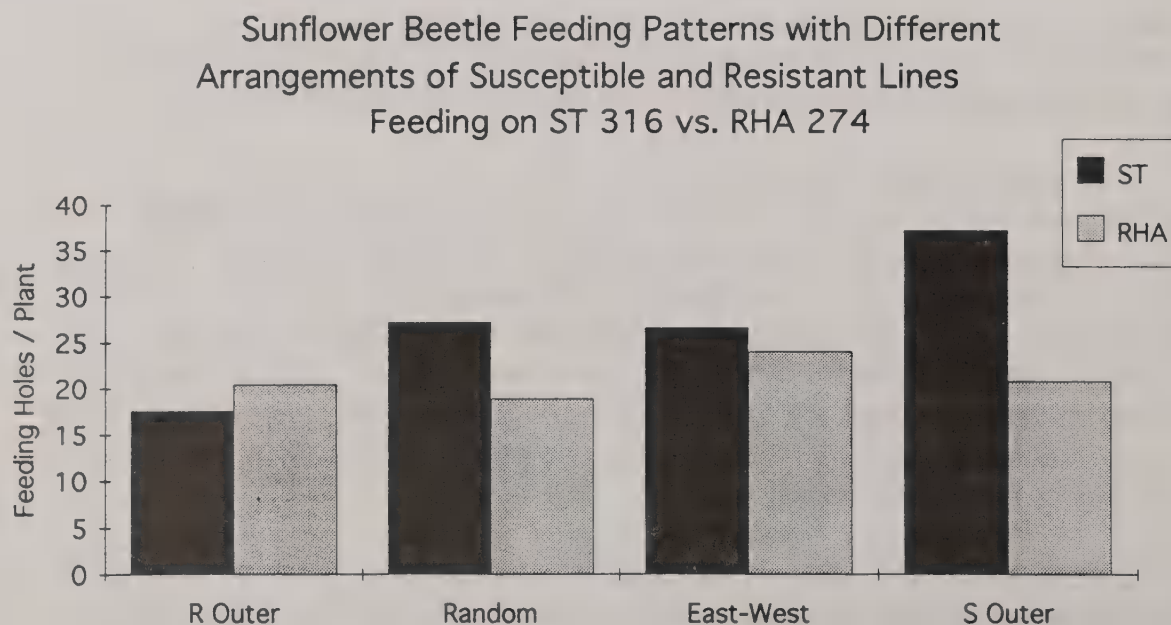 Sunflower Beetle Feeding Patterns with Different
Arrangements of Susceptible and Resistant Lines
Feeding on ST 316 vs. RHA 274
ST
RHA
Feeding Holes / Plant
40
35
30
25
20
15
10
5
0
R Outer
Random
East-West
S Outer